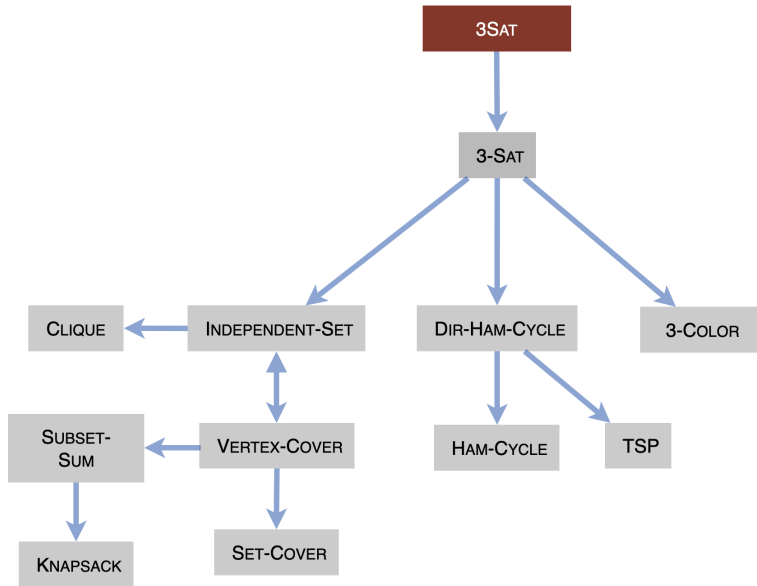 3SAT
3-SAT
CLIQUE
INDEPENDENT-SET
DIR-HAM-CYCLE
3-COLOR
SUBSET-
SUM
VERTEX-COVER
HAM-CYCLE
TSP
KNAPSACK
SET-COVER